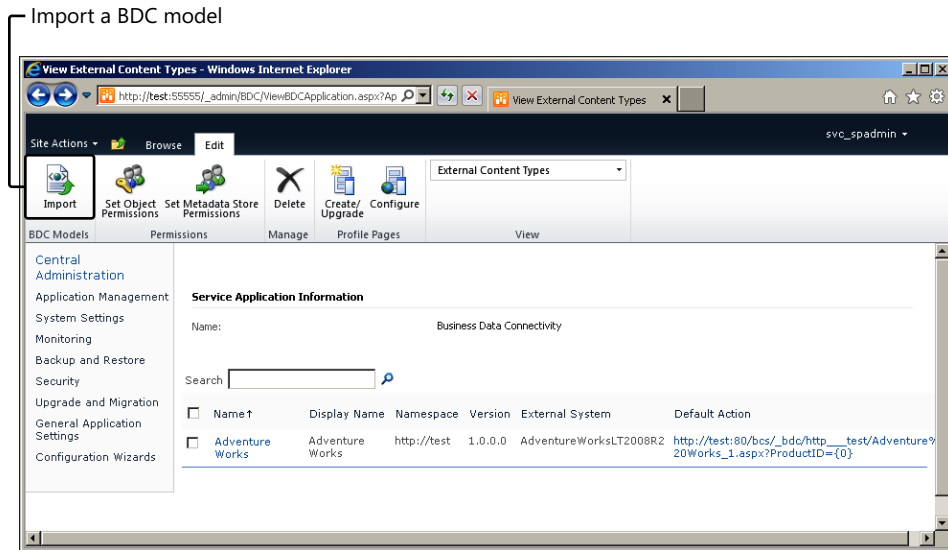 Import a BDC model
View External Content Types - Windows Internet Explorer
http://test:55555/_admin/BDC/ViewBDCApplication.aspx?Ap
View External Content Types
svc_spadmin
Site Actions
Browse
Edit
Import
Set Object
Permissions
Set Metadata Store
Permissions
Delete
Create/
Upgrade
Configure
External Content Types
BDC Models
Permissions
Manage
Profile Pages
View
Central
Administration
Application Management
System Settings
Monitoring
Backup and Restore
Security
Upgrade and Migration
General Application
Settings
Configuration Wizards
Service Application Information
Name: Business Data Connectivity
Search
Name↑ Display Name Namespace Version External System Default Action
Adventure Adventure http://test 1.0.0.0 AdventureWorksLT2008R2 http://test:80/bcs/_bdc/http___test/Adventure%
Works Works 20Works_1.aspx?ProductID={0}